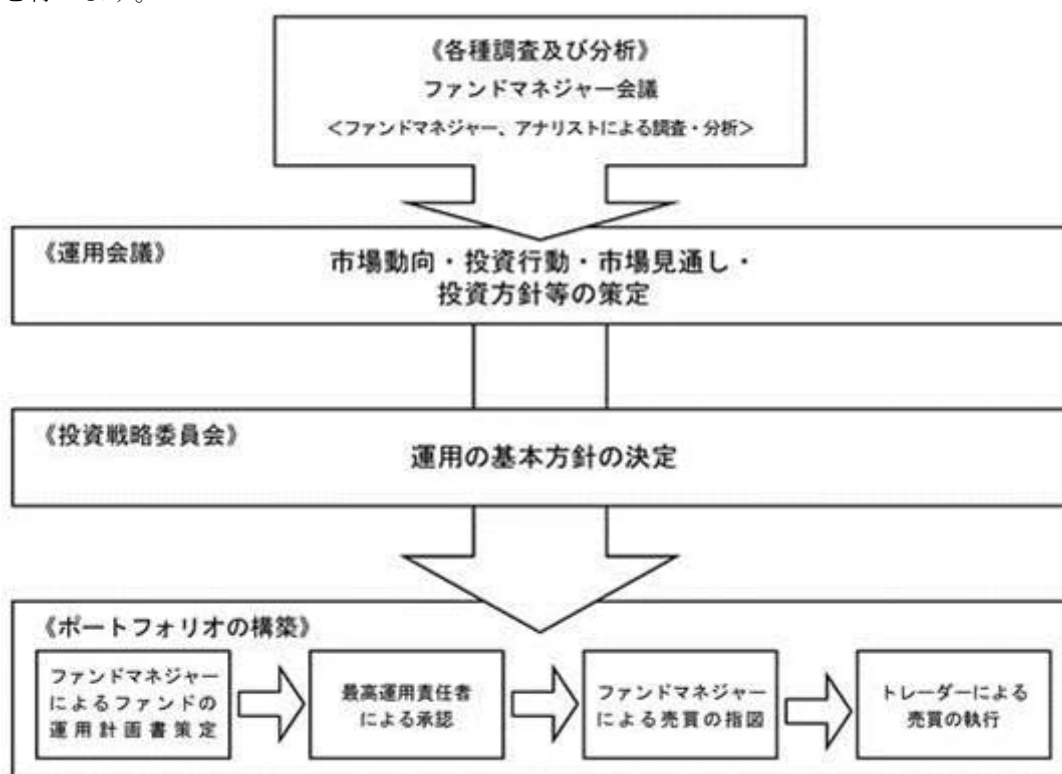 《各種調査及び分析》
ファンドマネジャー会議
＜ファンドマネジャー、アナリストによる調査・分析＞
《運用会議》
市場動向・投資行動・市場見通し・
投資方針等の策定
《投資戦略委員会》
運用の基本方針の決定
《ポートフォリオの構築》
ファンドマネジャー
によるファンドの
運用計画書策定
最高運用責任者
による承認
ファンドマネジャー
による売買の指図
トレーダーによる
売買の執行